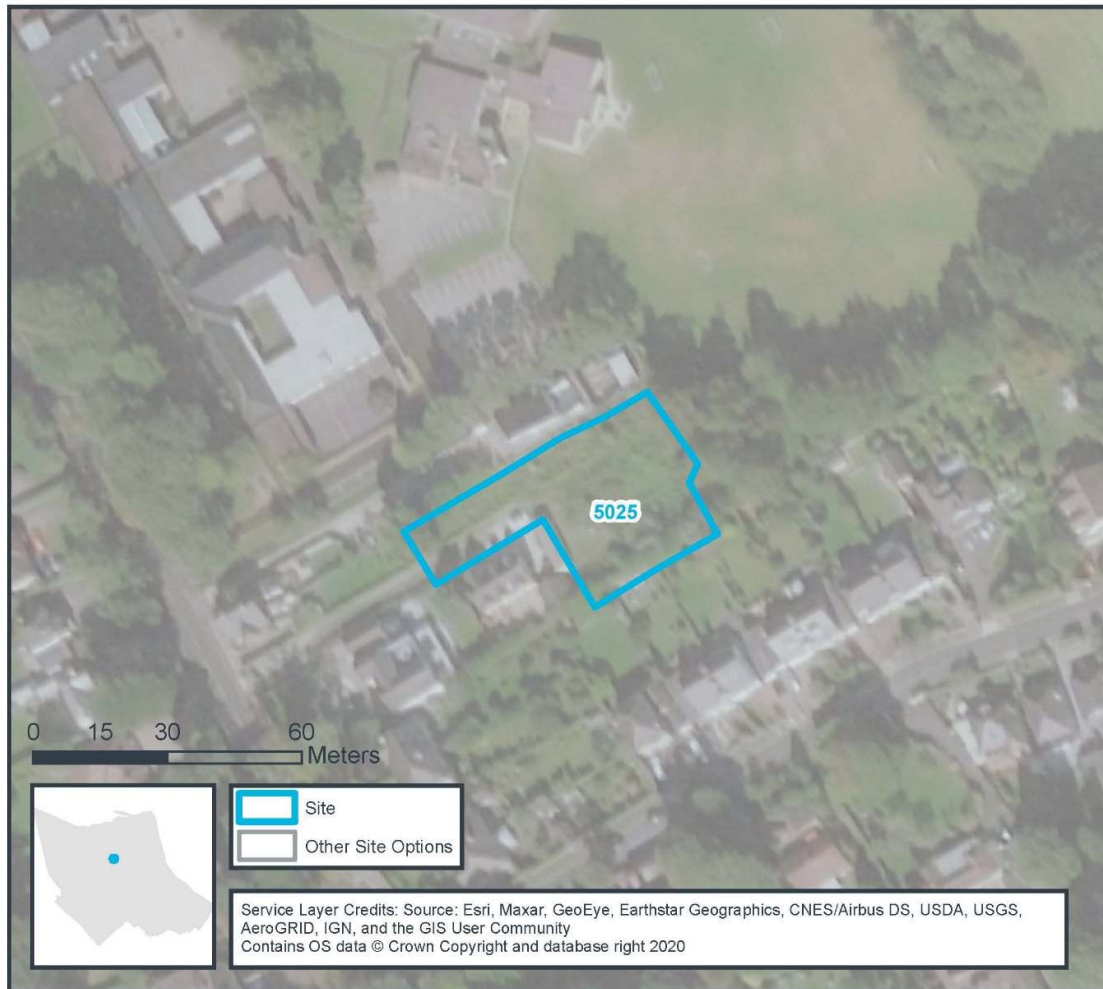 5025
0 15 30 60
Meters
Site
Other Site Options
Service Layer Credits: Source: Esri, Maxar, GeoEye, Earthstar Geographics, CNES/Airbus DS, USDA, USGS,
AeroGRID, IGN, and the GIS User Community
Contains OS data © Crown Copyright and database right 2020